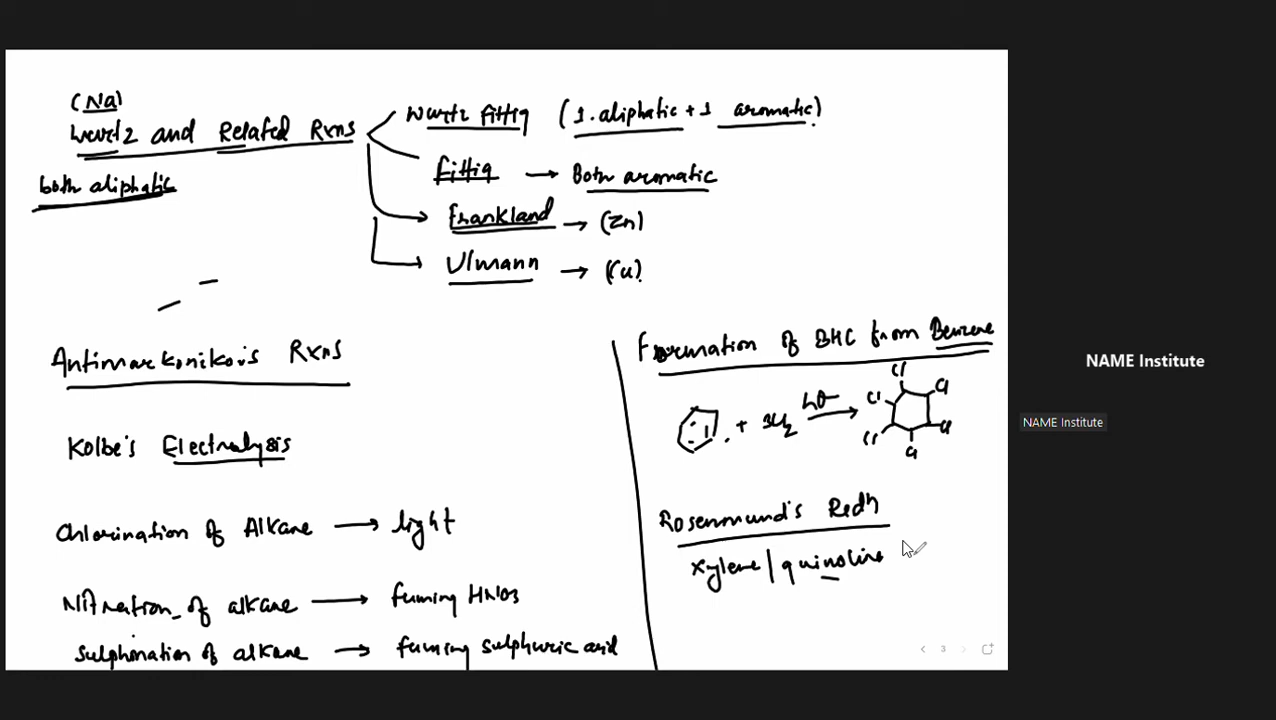 (Na)
Wurtz and Related Rxns
both aliphatic
Wurtz fittig (1. aliphatic + 1 aromatic)
fittig → Both aromatic
Frankland → (Zn)
Ulmann → (Cu)
Antimarkonikov's Rxns
Kolbe's Electrolysis
Chlorination of Alkane → light
Nitration of alkane → fuming HNO3
Sulphonation of alkane → fuming sulphuric acid
Formation of BHC from Benzene
+ 3Cl2 hν →
Cl
Cl
Cl
Cl
Cl
Cl
Rosenmund's Redn
xylene | quinoline
3
NAME Institute
NAME Institute